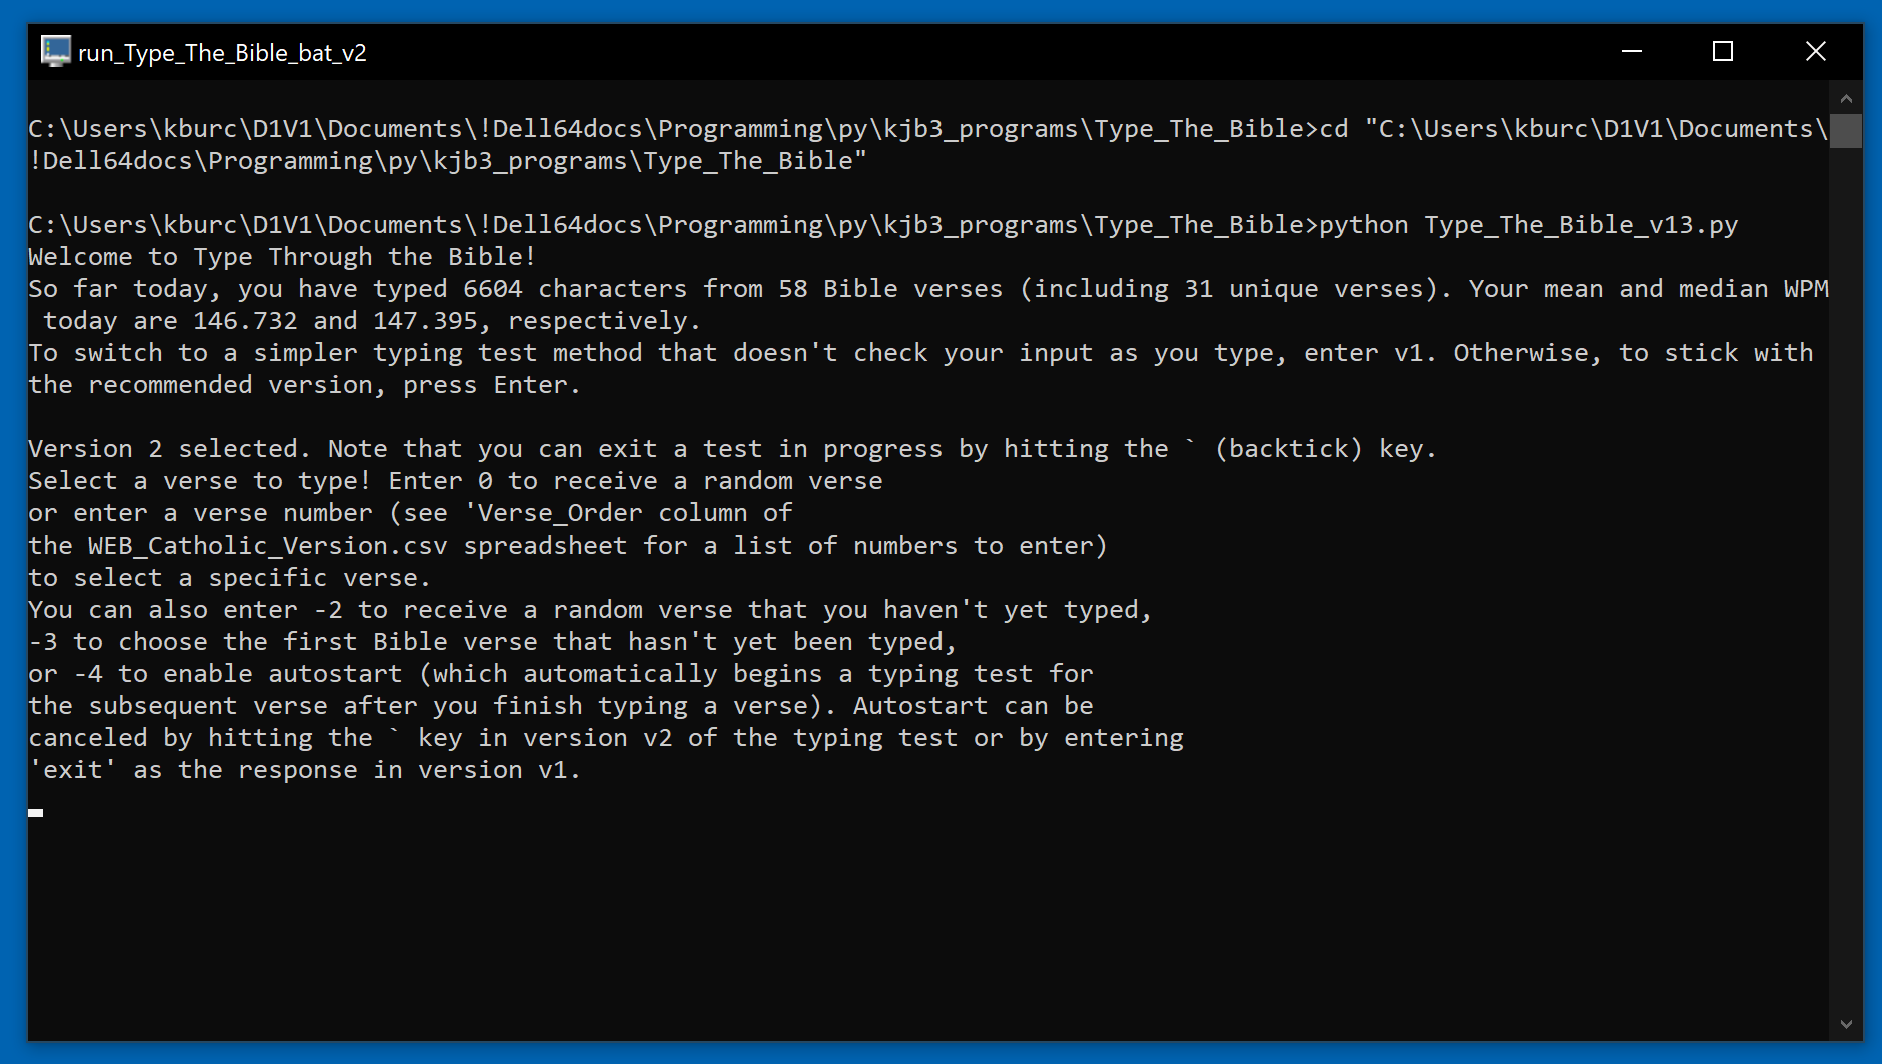 run_Type_The_Bible_bat_v2
C:\Users\kburc\D1V1\Documents\!Dell64docs\Programming\py\kjb3_programs\Type_The_Bible>cd "C:\Users\kburc\D1V1\Documents\
!Dell64docs\Programming\py\kjb3_programs\Type_The_Bible"
C:\Users\kburc\D1V1\Documents\!Dell64docs\Programming\py\kjb3_programs\Type_The_Bible>python Type_The_Bible_v13.py
Welcome to Type Through the Bible!
So far today, you have typed 6604 characters from 58 Bible verses (including 31 unique verses). Your mean and median WPM
today are 146.732 and 147.395, respectively.
To switch to a simpler typing test method that doesn't check your input as you type, enter v1. Otherwise, to stick with
the recommended version, press Enter.
Version 2 selected. Note that you can exit a test in progress by hitting the ` (backtick) key.
Select a verse to type! Enter 0 to receive a random verse
or enter a verse number (see 'Verse_Order column of
the WEB_Catholic_Version.csv spreadsheet for a list of numbers to enter)
to select a specific verse.
You can also enter -2 to receive a random verse that you haven't yet typed,
-3 to choose the first Bible verse that hasn't yet been typed,
or -4 to enable autostart (which automatically begins a typing test for
the subsequent verse after you finish typing a verse). Autostart can be
canceled by hitting the ` key in version v2 of the typing test or by entering
'exit' as the response in version v1.